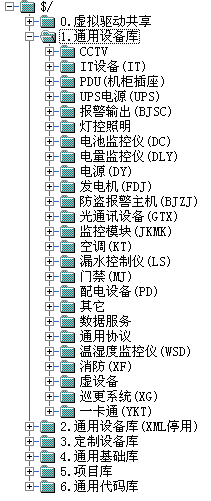 $/
0.虚拟驱动共享
1.通用设备库
CCTV
IT设备(IT)
PDU(机柜插座)
UPS电源(UPS)
报警输出(BJSC)
灯控照明
电池监控仪(DC)
电量监控仪(DLY)
电源(DY)
发电机(FDJ)
防盗报警主机(BJZJ)
光通讯设备(GTX)
监控模块(JKMK)
空调(KT)
漏水控制仪(LS)
门禁(MJ)
配电设备(PD)
其它
数据服务
通用协议
温湿度监控仪(WSD)
消防(XF)
虚设备
巡更系统(XG)
一卡通(YKT)
2.通用设备库(XML停用)
3.定制设备库
4.通用基础库
5.项目库
6.通用代码库